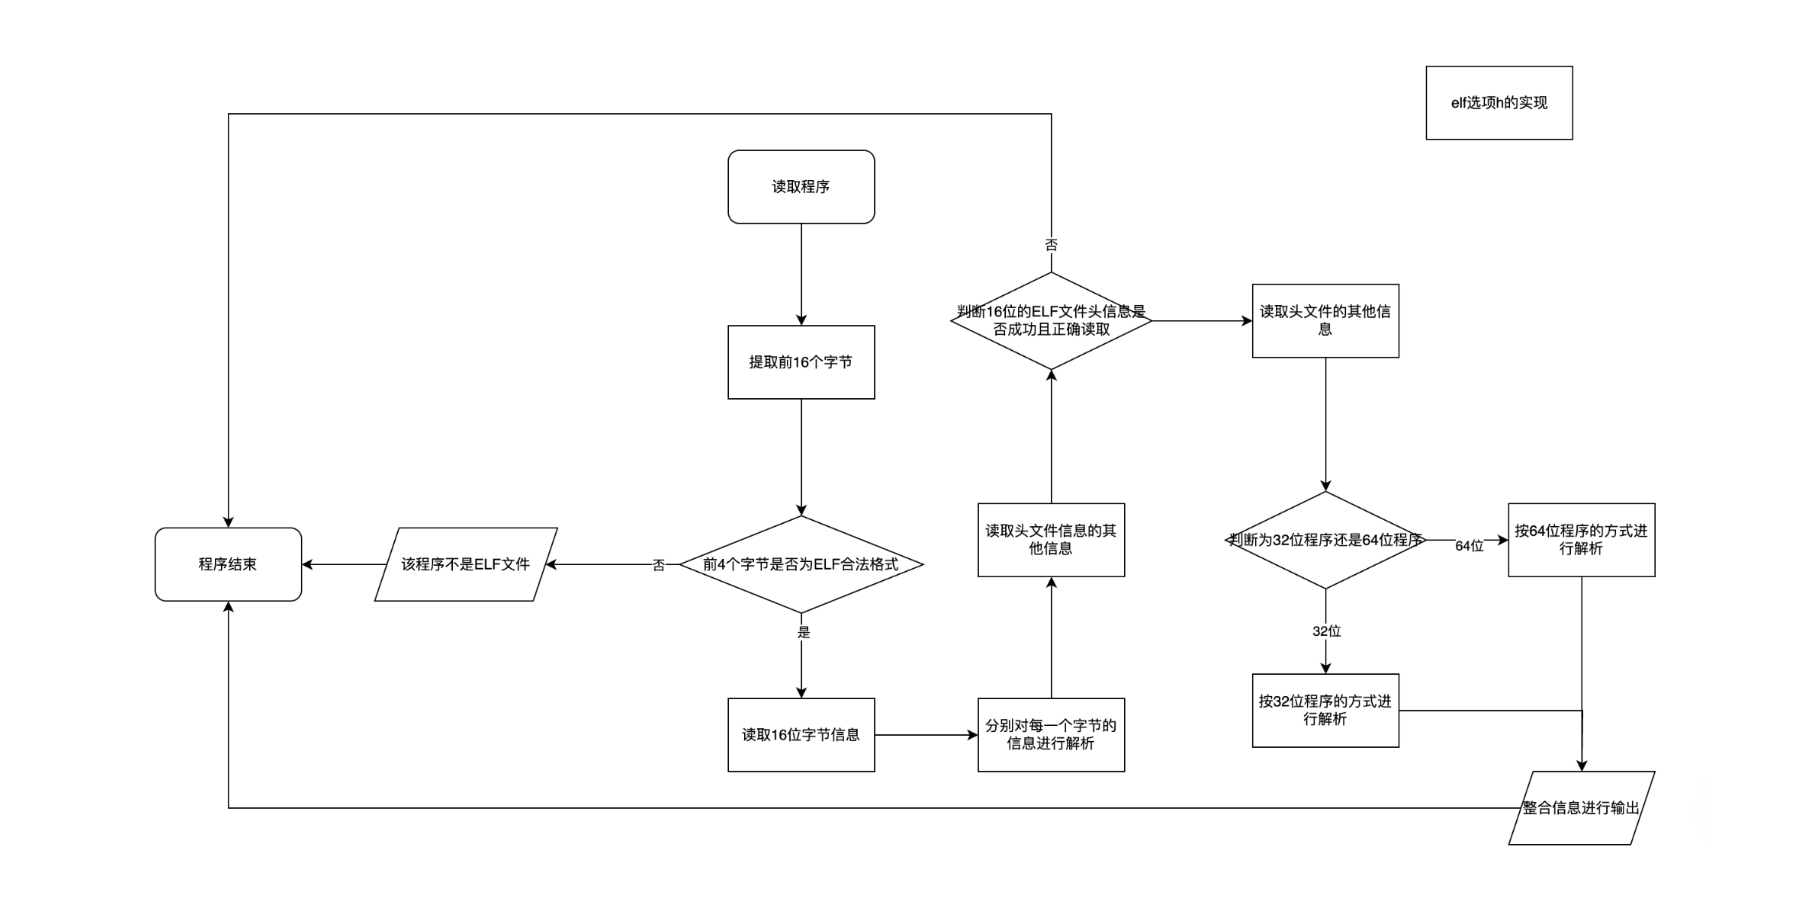 elf选项h的实现
读取程序
否
判断16位的ELF文件头信息是
否成功且正确读取
读取头文件的其他信
息
提取前16个字节
程序结束
该程序不是ELF文件
否
前4个字节是否为ELF合法格式
读取头文件信息的其
他信息
判断为32位程序还是64位程序
64位
按64位程序的方式进
行解析
是
32位
读取16位字节信息
分别对每一个字节的
信息进行解析
按32位程序的方式进
行解析
整合信息进行输出